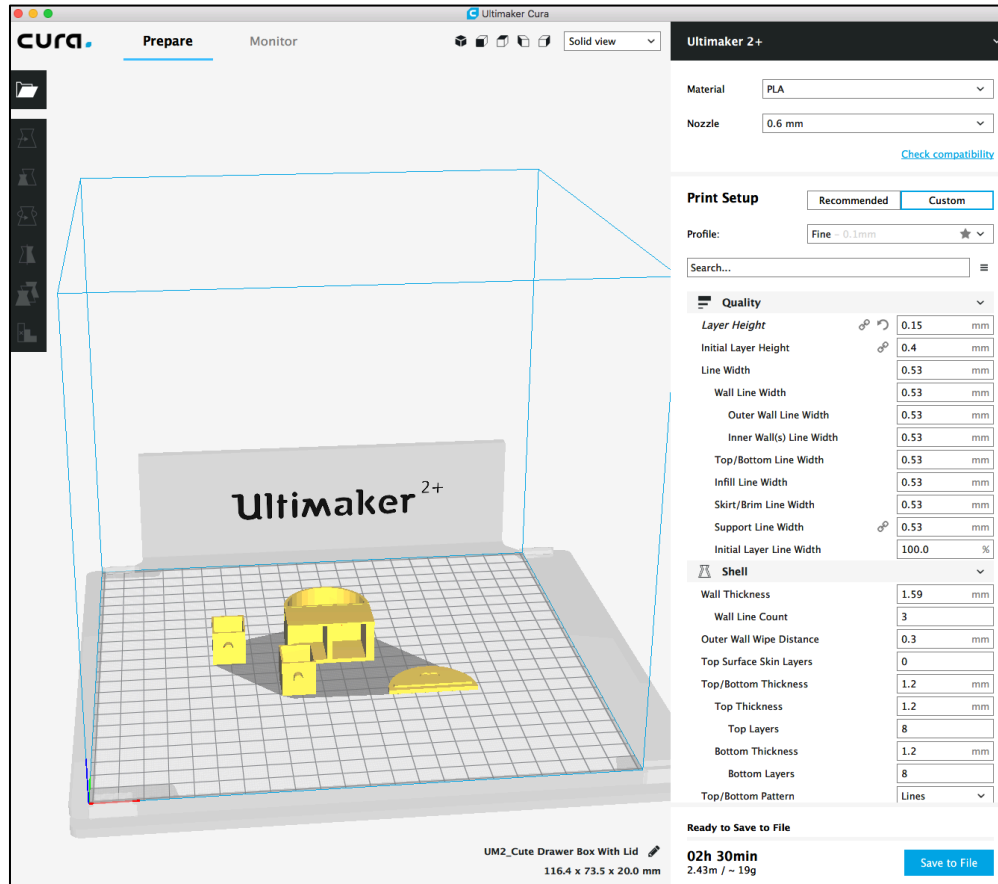 Ultimaker Cura
cura.
Prepare
Monitor
Solid view
Ultimaker 2+
Material
PLA
Nozzle
0.6 mm
Check compatibility
Print Setup
Recommended
Custom
Profile:
Fine - 0.1mm
Search...
Quality
Layer Height 0.15 mm
Initial Layer Height 0.4 mm
Line Width 0.53 mm
Wall Line Width 0.53 mm
Outer Wall Line Width 0.53 mm
Inner Wall(s) Line Width 0.53 mm
Top/Bottom Line Width 0.53 mm
Infill Line Width 0.53 mm
Skirt/Brim Line Width 0.53 mm
Support Line Width 0.53 mm
Initial Layer Line Width 100.0 %
Shell
Wall Thickness 1.59 mm
Wall Line Count 3
Outer Wall Wipe Distance 0.3 mm
Top Surface Skin Layers 0
Top/Bottom Thickness 1.2 mm
Top Thickness 1.2 mm
Top Layers 8
Bottom Thickness 1.2 mm
Bottom Layers 8
Top/Bottom Pattern Lines
Ultimaker 2+
UM2_Cute Drawer Box With Lid
116.4 x 73.5 x 20.0 mm
Ready to Save to File
02h 30min
2.43m / ~ 19g
Save to File